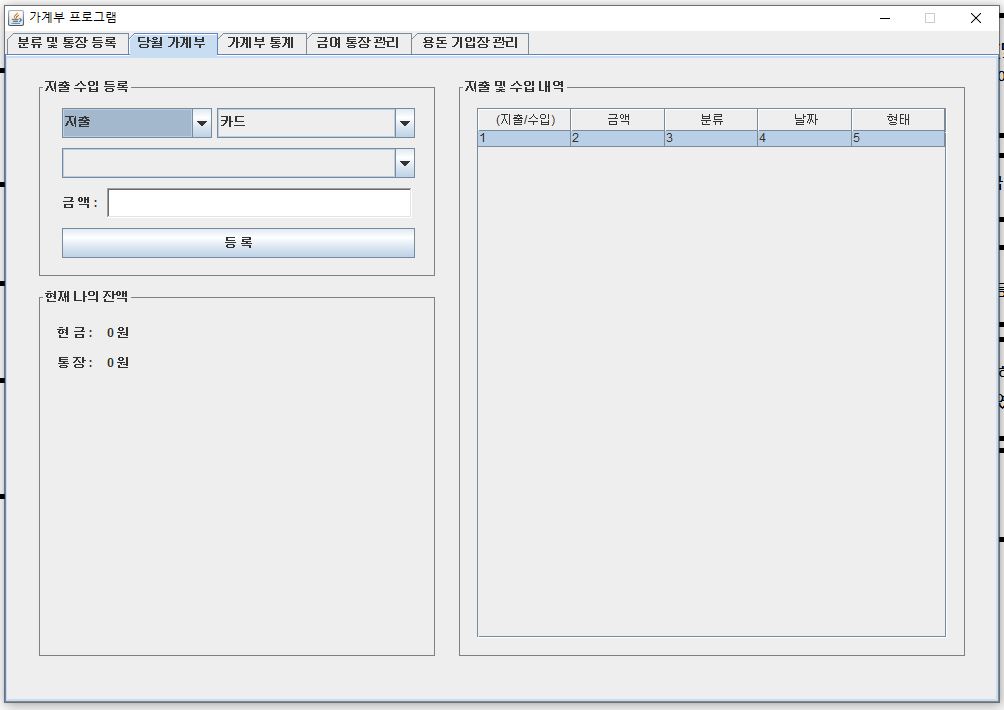 가계부 프로그램
분류 및 통장 등록 당월 가계부 가계부 통계 급여 통장 관리 용돈 기입장 관리
지출 수입 등록
지출 카드
금 액 :
등 록
현재 나의 잔액
현 금 : 0 원
통 장 : 0 원
지출 및 수입 내역
(지출/수입) 금액 분류 날짜 형태
1 2 3 4 5